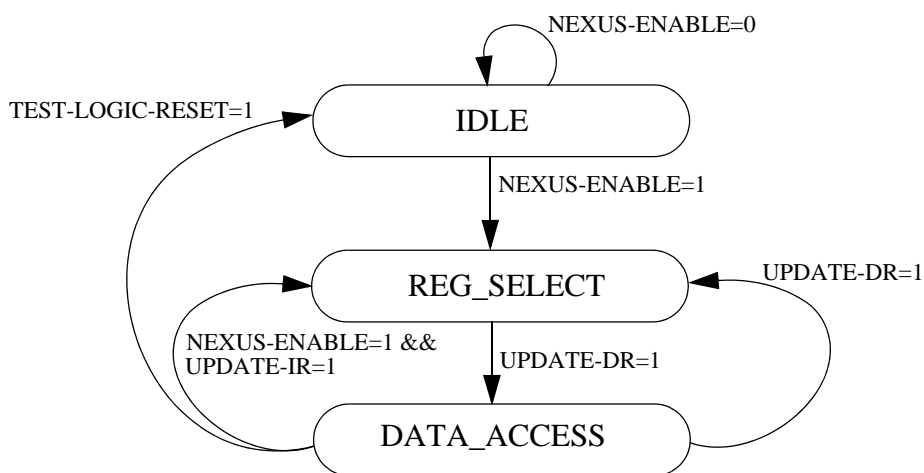 NEXUS-ENABLE=0
TEST-LOGIC-RESET=1
IDLE
NEXUS-ENABLE=1
UPDATE-DR=1
REG_SELECT
NEXUS-ENABLE=1 &&
UPDATE-IR=1
UPDATE-DR=1
DATA_ACCESS